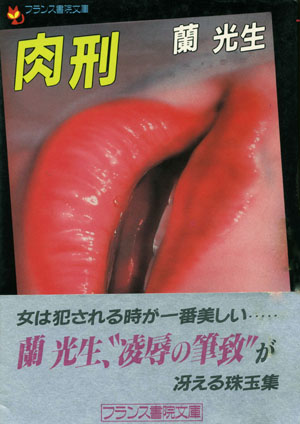 フランス書院文庫
肉刑
蘭 光生
女は犯される時が一番美しい……
蘭 光生、〝凌辱の筆致〟が
冴える珠玉集
フランス書院文庫